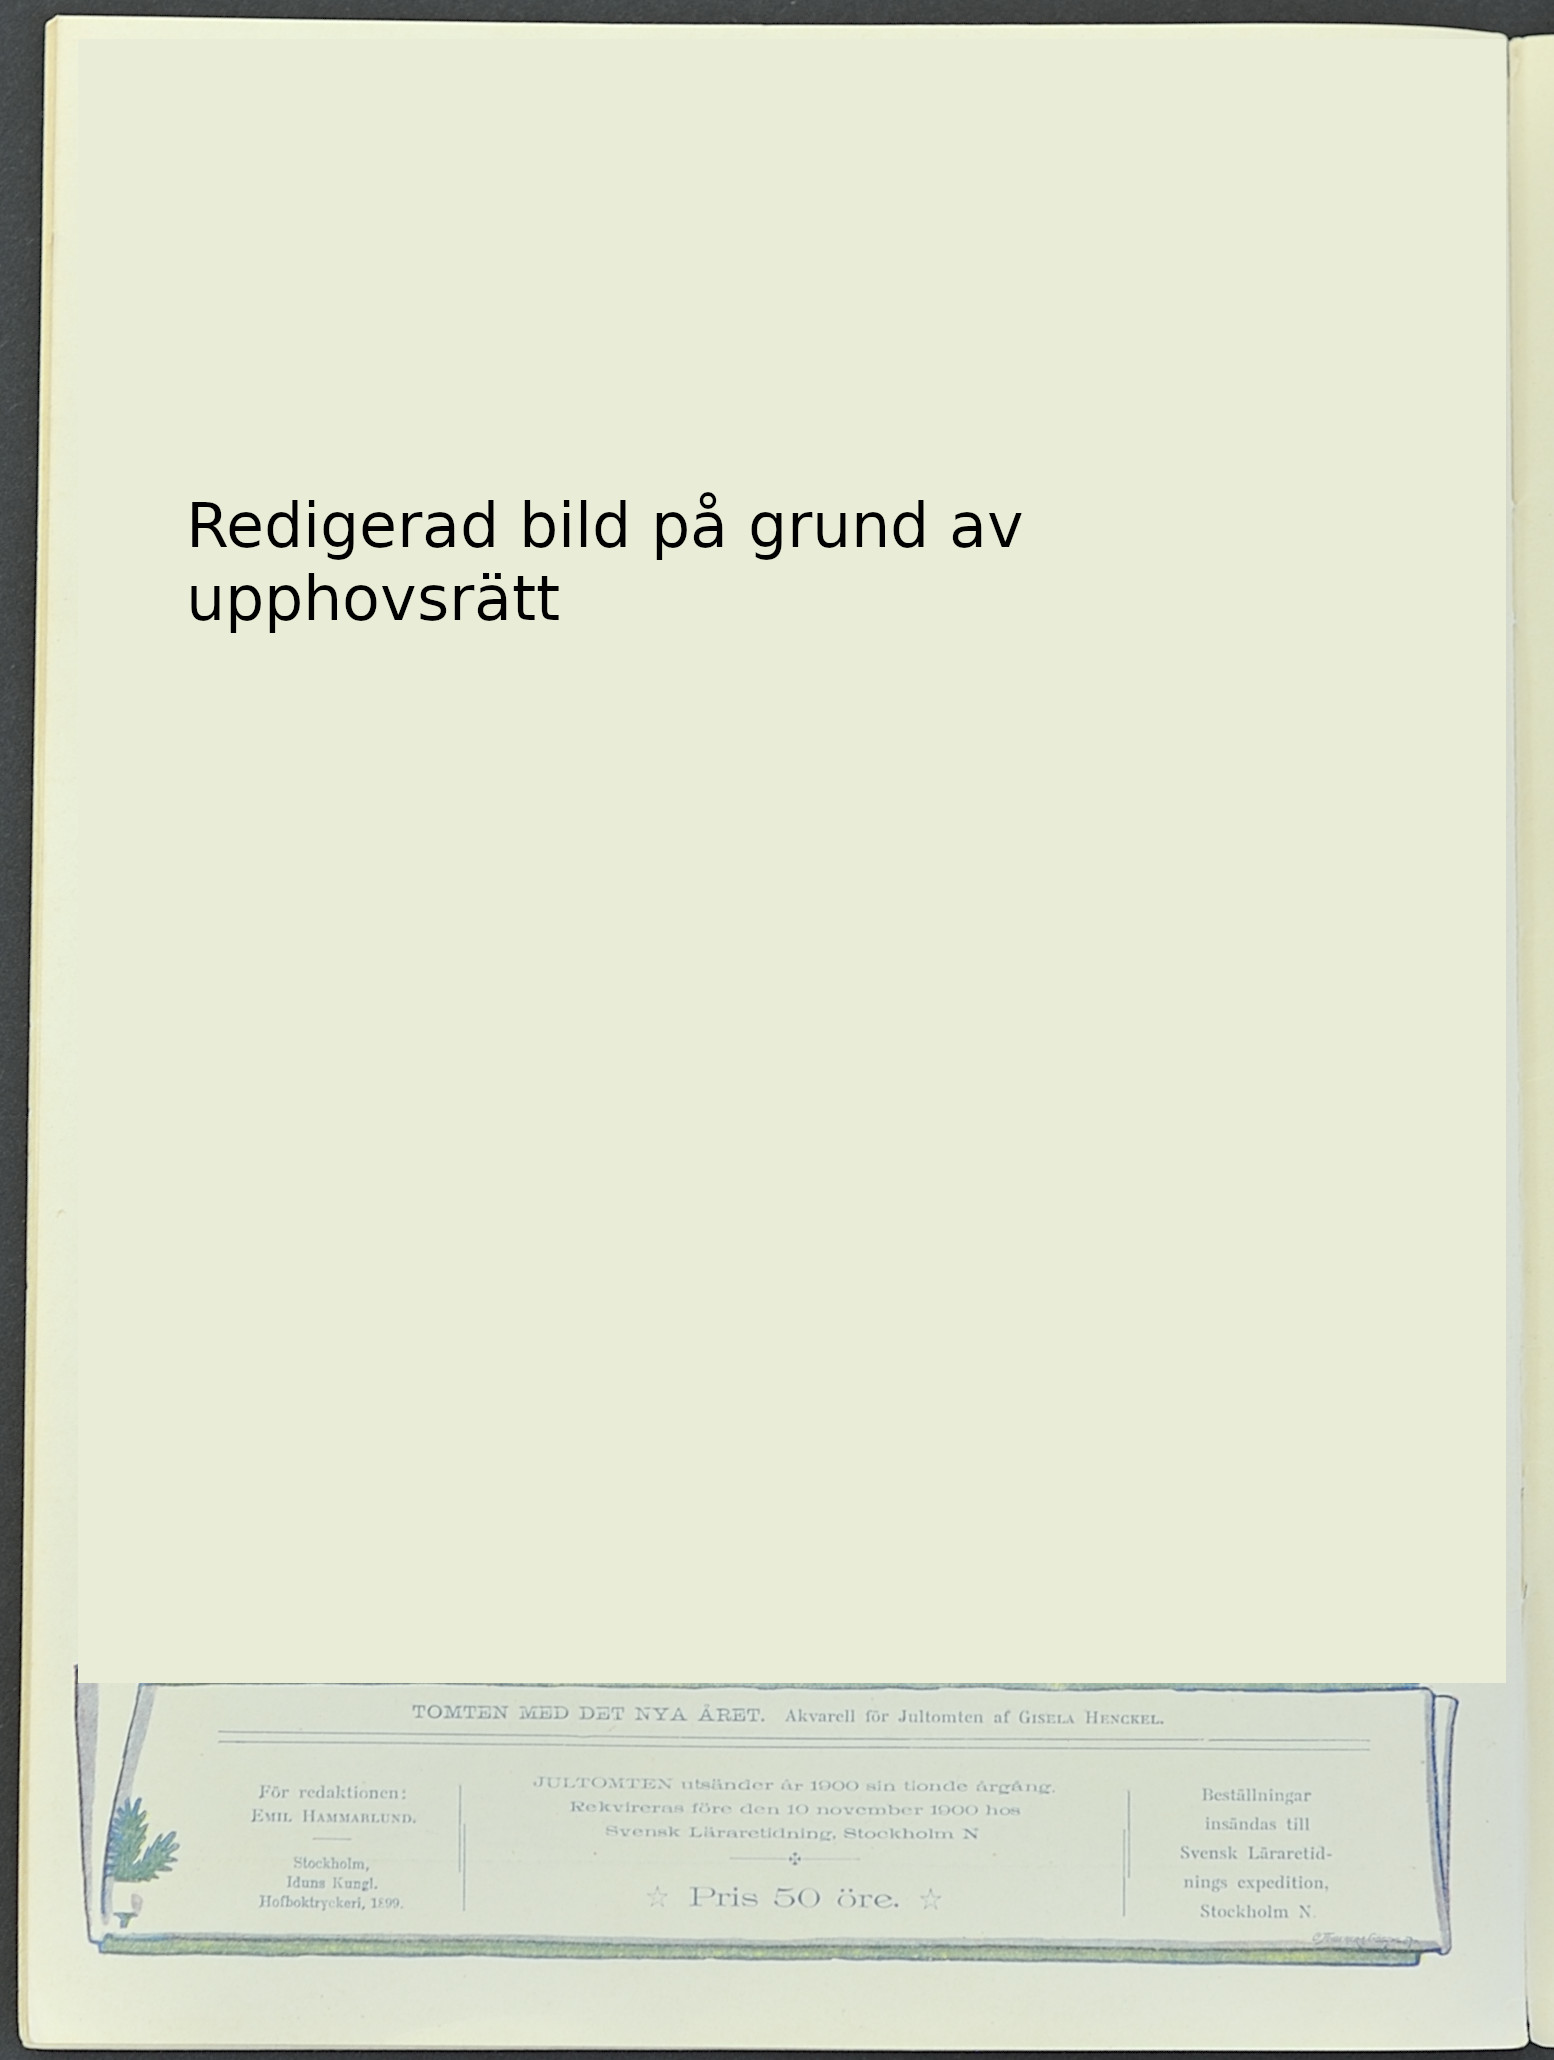 Redigerad bild på grund av
upphovsrätt
TOMTEN MED DET NYA ÅRET. Akvarell för Jultomten af GISELA HENCKEL.
För redaktionen:
EMIL HAMMARLUND.
Stockholm,
Iduns Kungl.
Hofboktryckeri, 1899.
JULTOMTEN utsänder år 1900 sin tionde årgång.
Rekvireras före den 10 november 1900 hos
Svensk Läraretidning, Stockholm N
☆ Pris 50 öre. ☆
Beställningar
insändas till
Svensk Läraretid-
nings expedition,
Stockholm N.